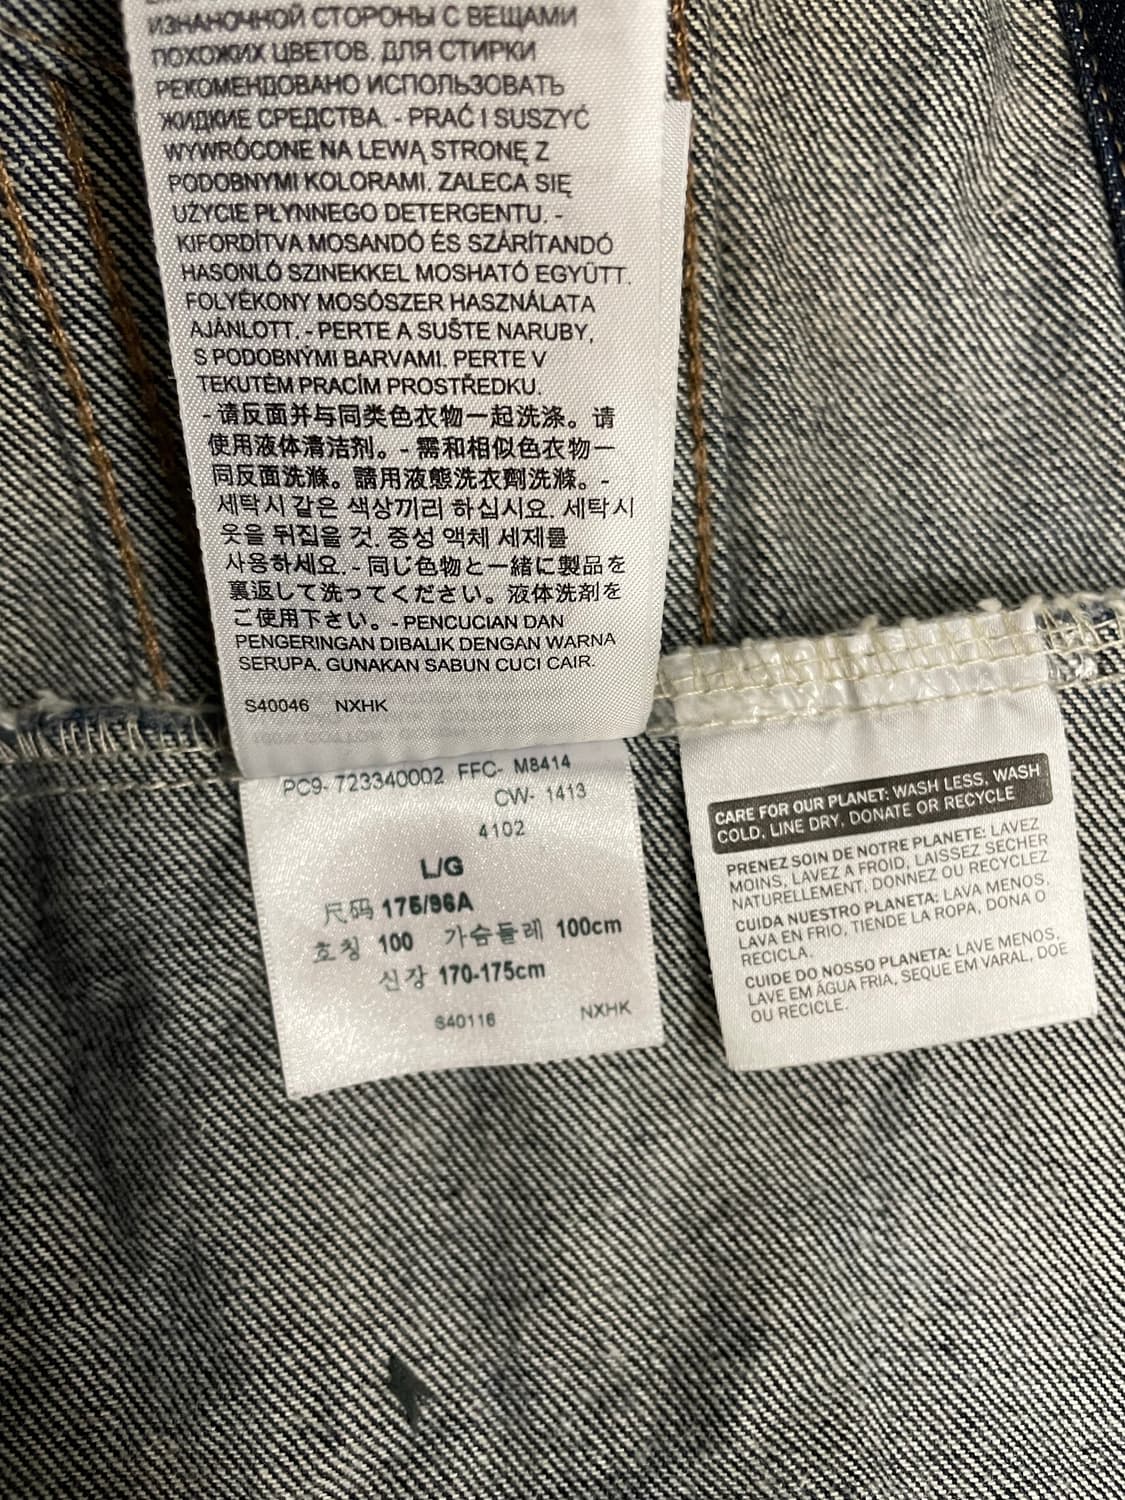 ИЗНАНОЧНОЙ СТОРОНЫ С ВЕЩАМИ
ПОХОЖИХ ЦВЕТОВ. ДЛЯ СТИРКИ
РЕКОМЕНДОВАНО ИСПОЛЬЗОВАТЬ
ЖИДКИЕ СРЕДСТВА. - PRAĆ I SUSZYĆ
WYWRÓCONE NA LEWĄ STRONĘ Z
PODOBNYMI KOLORAMI. ZALECA SIĘ
UŻYCIE PŁYNNEGO DETERGENTU. -
KIFORDÍTVA MOSANDÓ ÉS SZÁRÍTANDÓ
HASONLÓ SZINEKKEL MOSHATÓ EGYÜTT.
FOLYÉKONY MOSÓSZER HASZNÁLATA
AJÁNLOTT. - PERTE A SUŠTE NARUBY,
S PODOBNÝMI BARVAMI. PERTE V
TEKUTÉM PRACÍM PROSTŘEDKU.
- 请反面并与同类色衣物一起洗涤。请
使用液体清洁剂。- 需和相似色衣物一
同反面洗滌。請用液態洗衣劑洗滌。-
세탁시 같은 색상끼리 하십시요. 세탁시
옷을 뒤집을 것. 중성 액체 세제를
사용하세요. - 同じ色物と一緒に製品を
裏返して洗ってください。液体洗剤を
ご使用下さい。- PENCUCIAN DAN
PENGERINGAN DIBALIK DENGAN WARNA
SERUPA. GUNAKAN SABUN CUCI CAIR.
S40046 NXHK
PC9- 723340002 FFC- M8414
CW- 1413
4102
L/G
尺码 175/96A
호칭 100 가슴둘레 100cm
신장 170-175cm
S40116 NXHK
CARE FOR OUR PLANET: WASH LESS, WASH
COLD, LINE DRY, DONATE OR RECYCLE
PRENEZ SOIN DE NOTRE PLANETE: LAVEZ
MOINS, LAVEZ A FROID, LAISSEZ SECHER
NATURELLEMENT, DONNEZ OU RECYCLEZ
CUIDA NUESTRO PLANETA: LAVA MENOS,
LAVA EN FRIO, TIENDE LA ROPA, DONA O
RECICLA.
CUIDE DO NOSSO PLANETA: LAVE MENOS,
LAVE EM ÁGUA FRIA, SEQUE EM VARAL, DOE
OU RECICLE.